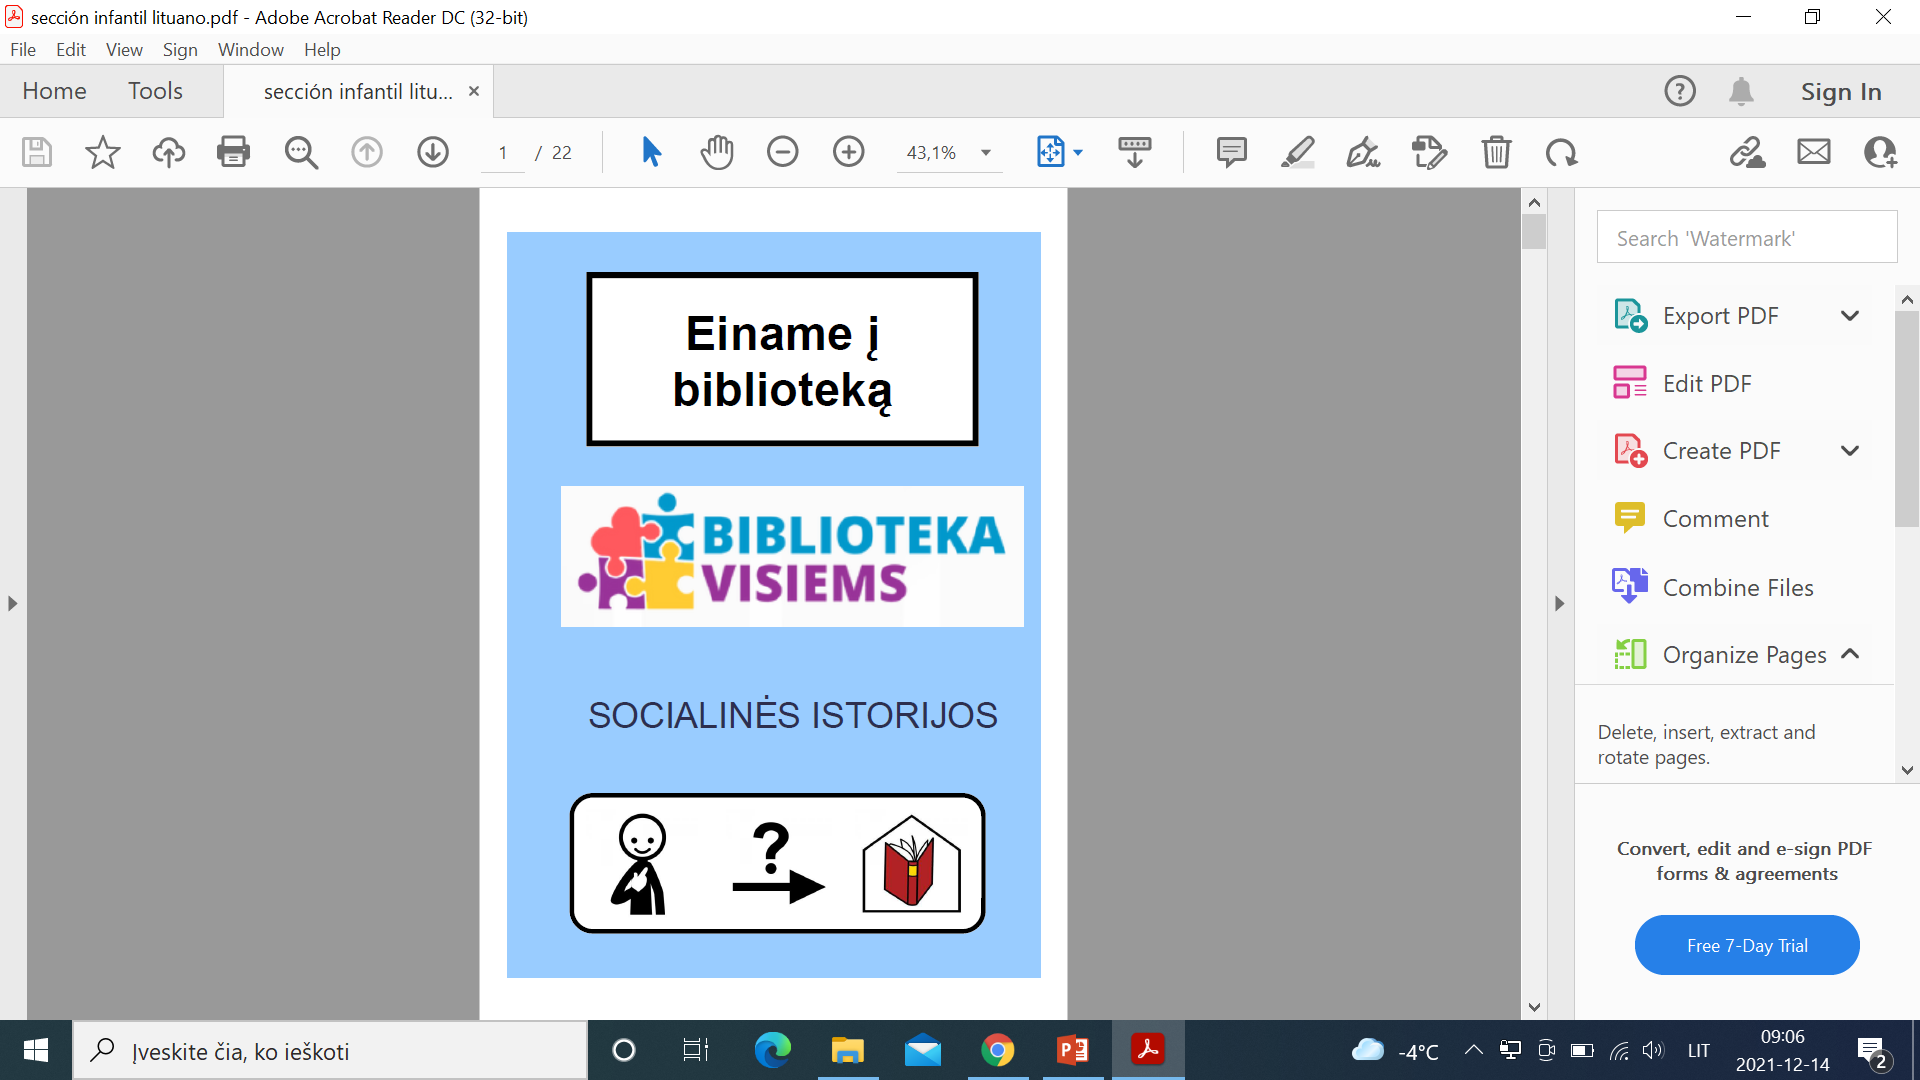 sección infantil lituano.pdf - Adobe Acrobat Reader DC (32-bit)
File Edit View Sign Window Help
Home Tools sección infantil litu... × Sign In
1 / 22 43,1%
Einame į
biblioteką
BIBLIOTEKA
VISIEMS
SOCIALINĖS ISTORIJOS
?
Search 'Watermark'
Export PDF
Edit PDF
Create PDF
Comment
Combine Files
Organize Pages
Delete, insert, extract and
rotate pages.
Convert, edit and e-sign PDF
forms & agreements
Free 7-Day Trial
Įveskite čia, ko ieškoti
-4°C LIT
09:06
2021-12-14
2